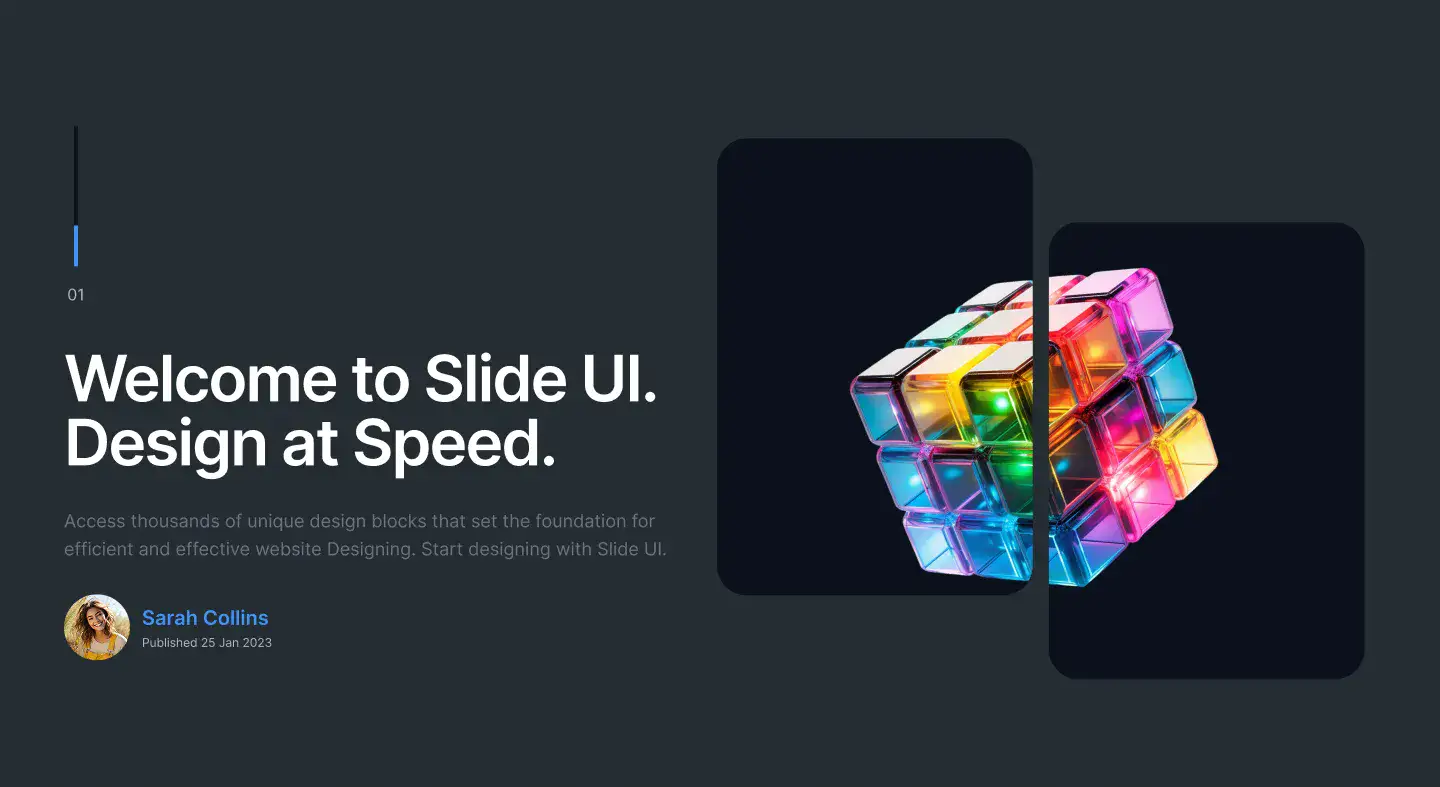 01
Welcome to Slide UI.
Design at Speed.
Access thousands of unique design blocks that set the foundation for
efficient and effective website Designing. Start designing with Slide UI.
Sarah Collins
Published 25 Jan 2023